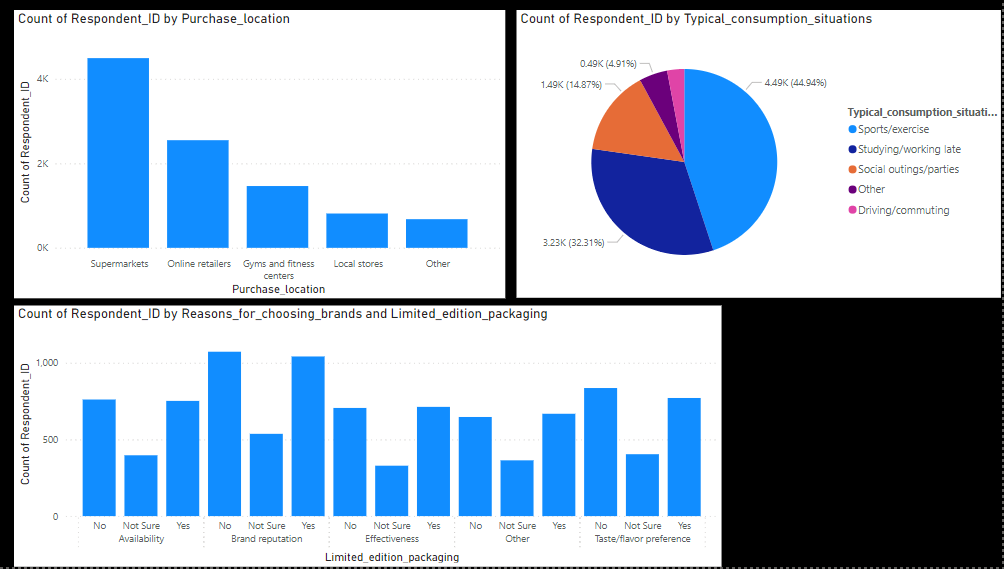 Count of Respondent_ID by Purchase_location
Count of Respondent_ID
4K
2K
0K
Supermarkets
Online retailers
Gyms and fitness
centers
Local stores
Other
Purchase_location
Count of Respondent_ID by Typical_consumption_situations
0.49K (4.91%)
1.49K (14.87%)
3.23K (32.31%)
4.49K (44.94%)
Typical_consumption_situati...
Sports/exercise
Studying/working late
Social outings/parties
Other
Driving/commuting
Count of Respondent_ID by Reasons_for_choosing_brands and Limited_edition_packaging
Count of Respondent_ID
1,000
500
0
No Not Sure Yes No Not Sure Yes No Not Sure Yes No Not Sure Yes No Not Sure Yes
Availability Brand reputation Effectiveness Other Taste/flavor preference
Limited_edition_packaging